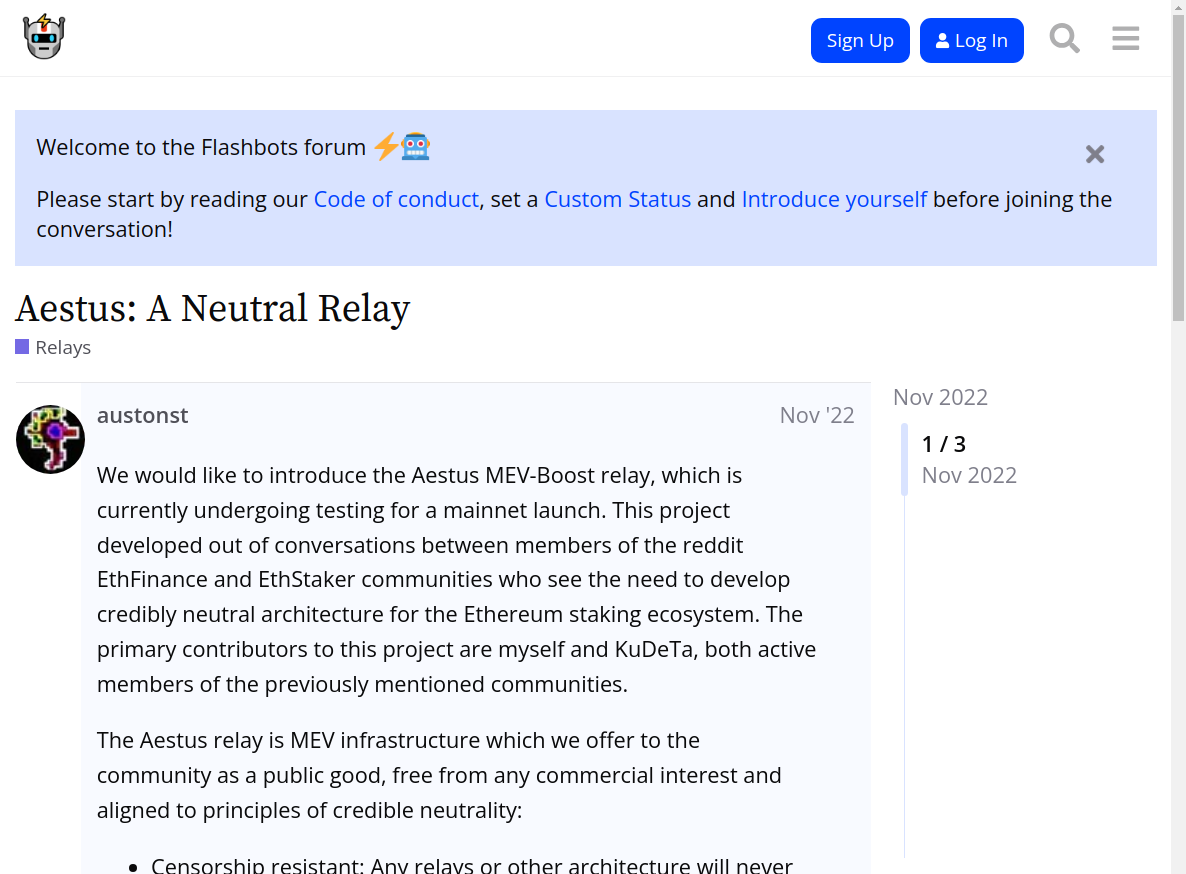 Sign Up
Log In
Welcome to the Flashbots forum
Please start by reading our Code of conduct, set a Custom Status and Introduce yourself before joining the
conversation!
Aestus: A Neutral Relay
Relays
austonst
Nov '22
We would like to introduce the Aestus MEV-Boost relay, which is
currently undergoing testing for a mainnet launch. This project
developed out of conversations between members of the reddit
EthFinance and EthStaker communities who see the need to develop
credibly neutral architecture for the Ethereum staking ecosystem. The
primary contributors to this project are myself and KuDeTa, both active
members of the previously mentioned communities.
The Aestus relay is MEV infrastructure which we offer to the
community as a public good, free from any commercial interest and
aligned to principles of credible neutrality:
• Censorship resistant: Any relays or other architecture will never
Nov 2022
1 / 3
Nov 2022